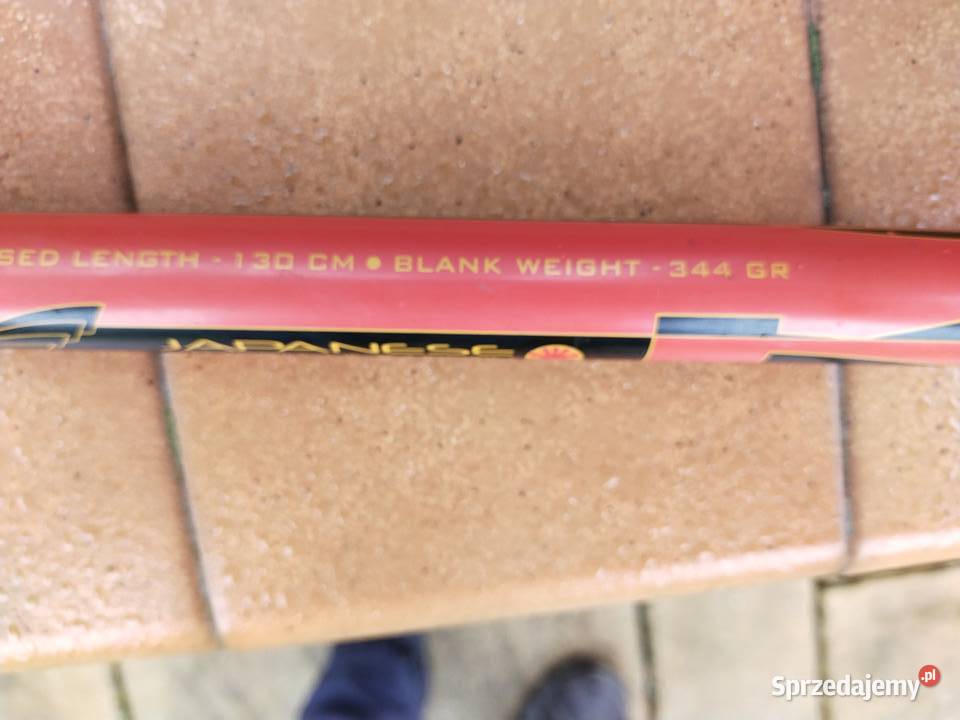 SED LENGTH - 130 CM ● BLANK WEIGHT - 344 GR
JAPANESE
Sprzedajemy.pl